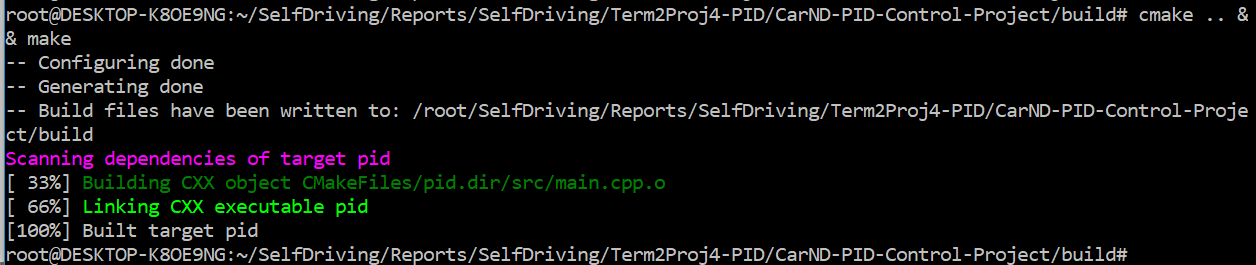 root@DESKTOP-K8OE9NG:~/SelfDriving/Reports/SelfDriving/Term2Proj4-PID/CarND-PID-Control-Project/build# cmake .. &
& make
-- Configuring done
-- Generating done
-- Build files have been written to: /root/SelfDriving/Reports/SelfDriving/Term2Proj4-PID/CarND-PID-Control-Proje
ct/build
Scanning dependencies of target pid
[ 33%] Building CXX object CMakeFiles/pid.dir/src/main.cpp.o
[ 66%] Linking CXX executable pid
[100%] Built target pid
root@DESKTOP-K8OE9NG:~/SelfDriving/Reports/SelfDriving/Term2Proj4-PID/CarND-PID-Control-Project/build#